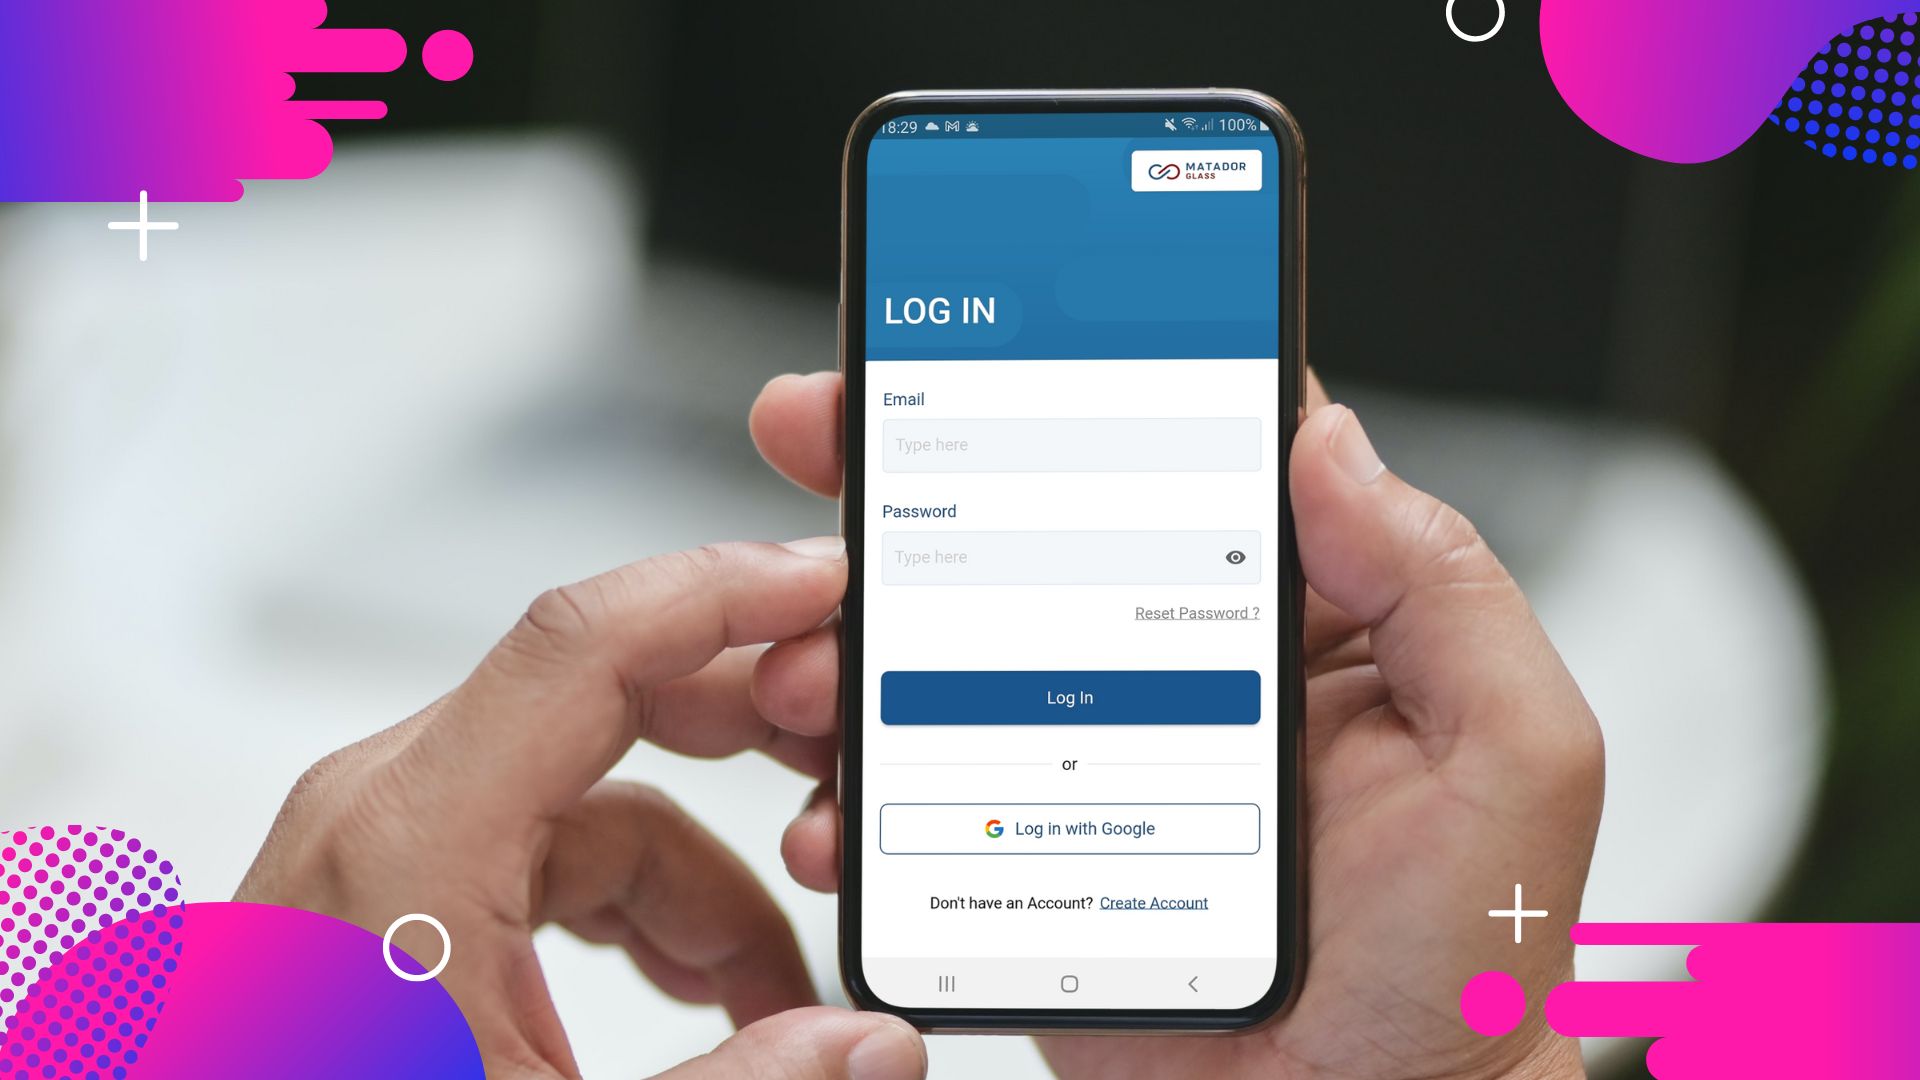 18:29
100%
MATADOR
GLASS
LOG IN
Email
Type here
Password
Type here
Reset Password ?
Log In
or
Log in with Google
Don't have an Account? Create Account